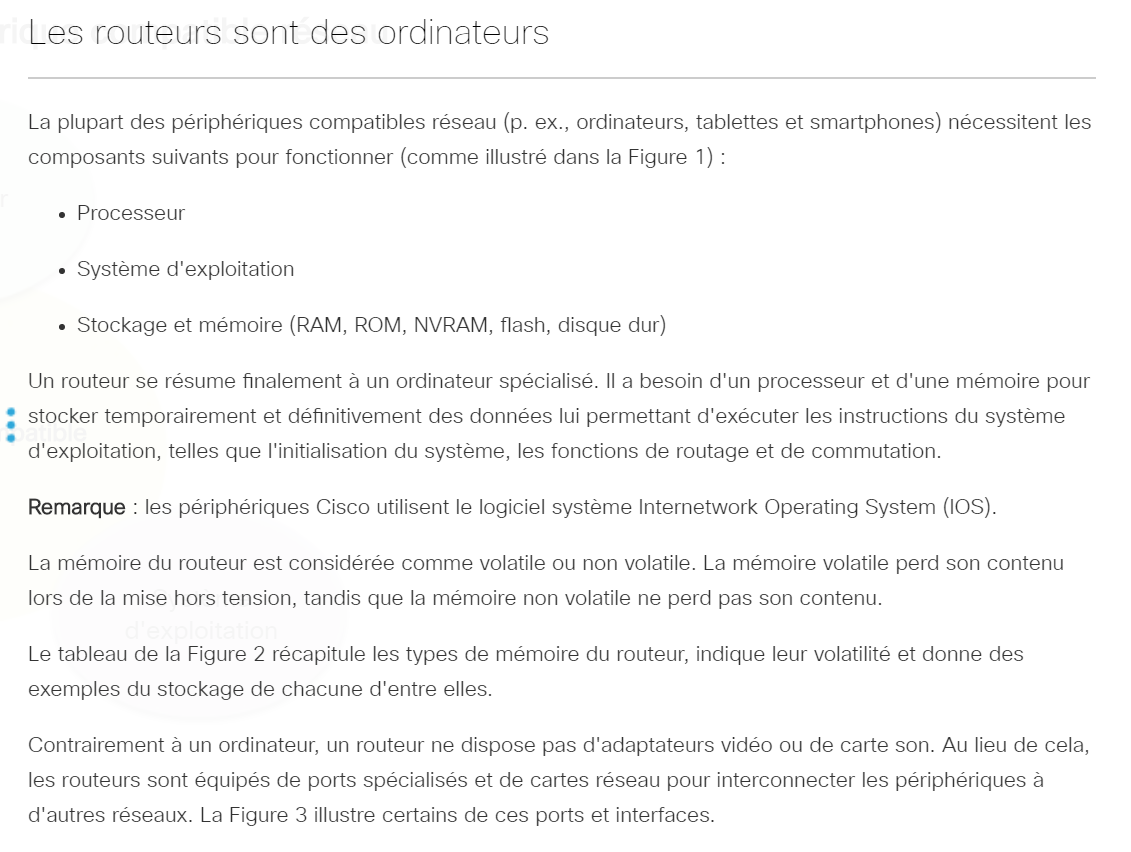 Les routeurs sont des ordinateurs
La plupart des périphériques compatibles réseau (p. ex., ordinateurs, tablettes et smartphones) nécessitent les
composants suivants pour fonctionner (comme illustré dans la Figure 1) :
• Processeur
• Système d'exploitation
• Stockage et mémoire (RAM, ROM, NVRAM, flash, disque dur)
Un routeur se résume finalement à un ordinateur spécialisé. Il a besoin d'un processeur et d'une mémoire pour
stocker temporairement et définitivement des données lui permettant d'exécuter les instructions du système
d'exploitation, telles que l'initialisation du système, les fonctions de routage et de commutation.
Remarque : les périphériques Cisco utilisent le logiciel système Internetwork Operating System (IOS).
La mémoire du routeur est considérée comme volatile ou non volatile. La mémoire volatile perd son contenu
lors de la mise hors tension, tandis que la mémoire non volatile ne perd pas son contenu.
d'exploitation
Le tableau de la Figure 2 récapitule les types de mémoire du routeur, indique leur volatilité et donne des
exemples du stockage de chacune d'entre elles.
Contrairement à un ordinateur, un routeur ne dispose pas d'adaptateurs vidéo ou de carte son. Au lieu de cela,
les routeurs sont équipés de ports spécialisés et de cartes réseau pour interconnecter les périphériques à
d'autres réseaux. La Figure 3 illustre certains de ces ports et interfaces.